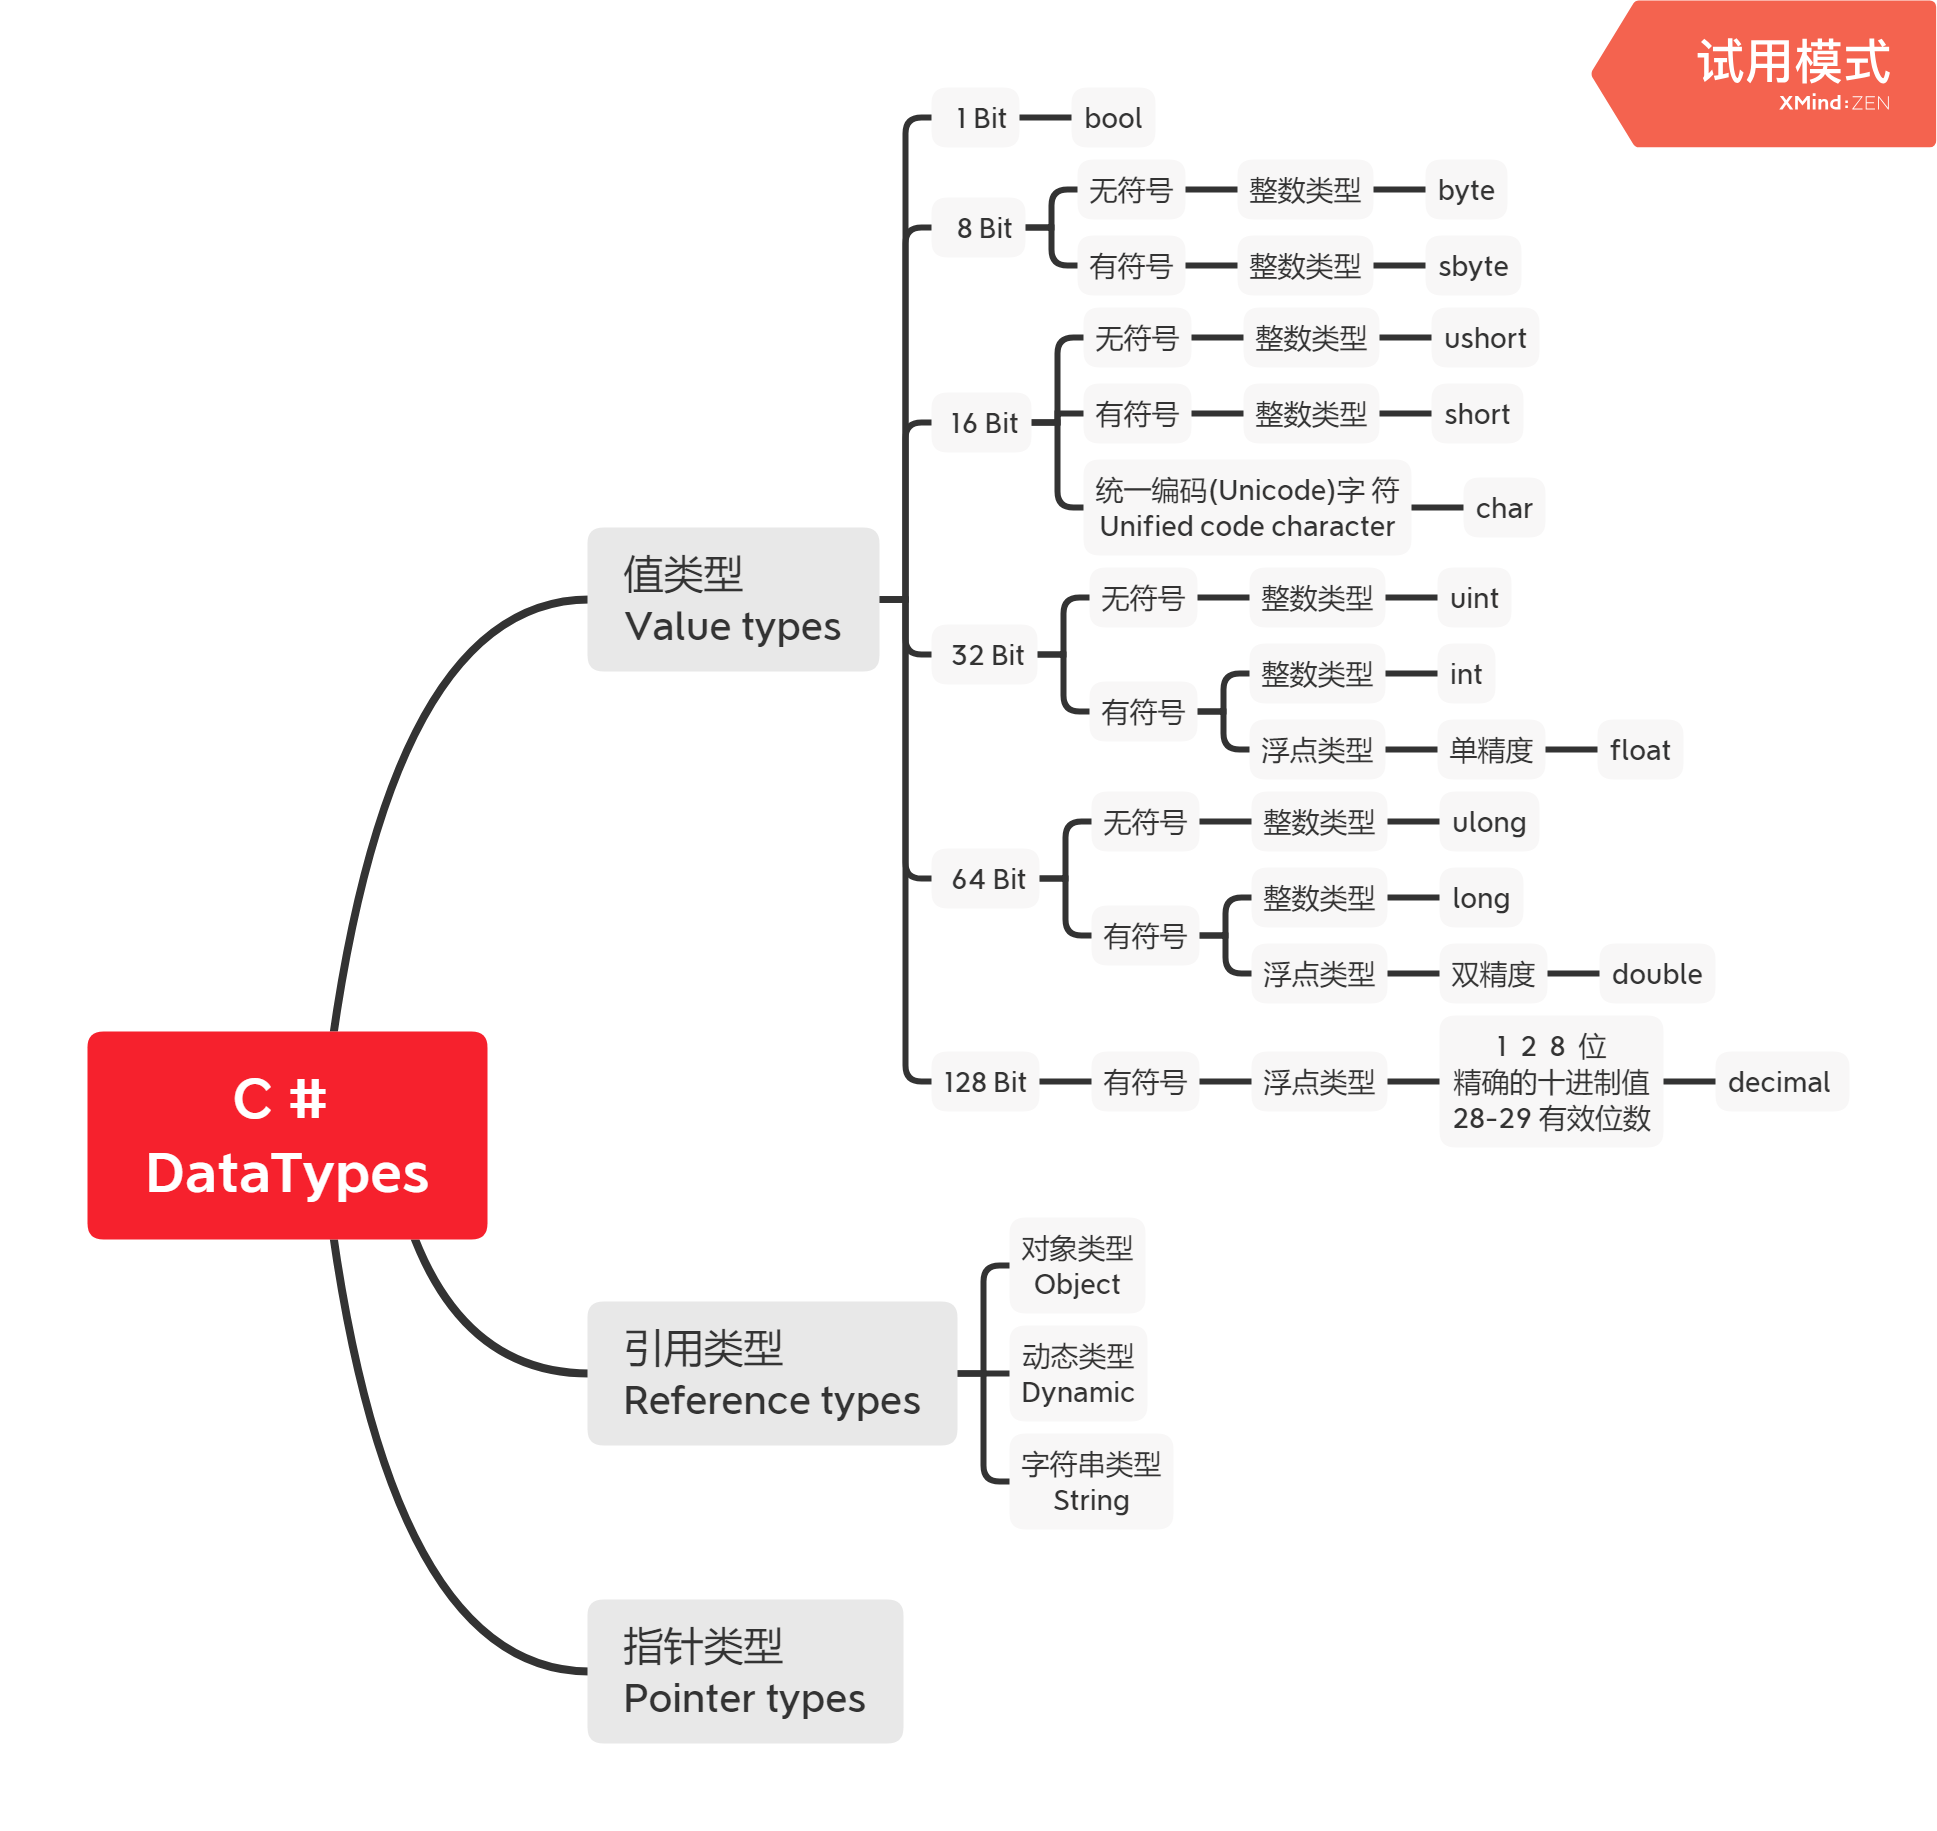 试用模式
XMind:ZEN
C #
DataTypes
值类型
Value types
1 Bit
bool
8 Bit
无符号
整数类型
byte
有符号
整数类型
sbyte
16 Bit
无符号
整数类型
ushort
有符号
整数类型
short
统一编码(Unicode)字 符
Unified code character
char
32 Bit
无符号
整数类型
uint
有符号
整数类型
int
浮点类型
单精度
float
64 Bit
无符号
整数类型
ulong
有符号
整数类型
long
浮点类型
双精度
double
128 Bit
有符号
浮点类型
1 2 8 位
精确的十进制值
28-29 有效位数
decimal
引用类型
Reference types
对象类型
Object
动态类型
Dynamic
字符串类型
String
指针类型
Pointer types